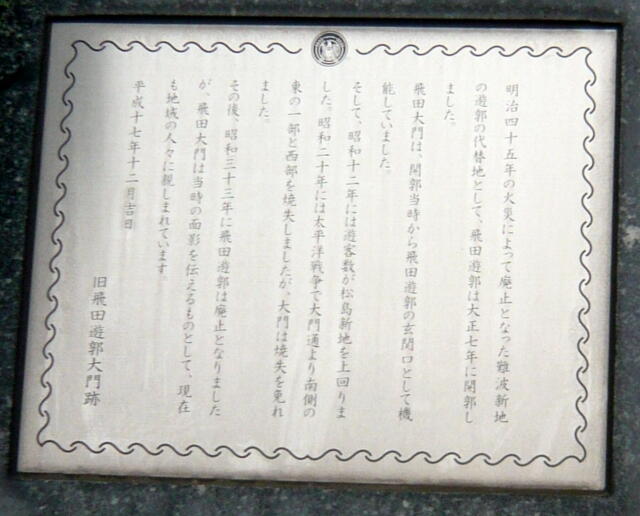 明治四十五年の火災によって廃止となった難波新地
の遊郭の代替地として、飛田遊郭は大正七年に開郭し
ました。
飛田大門は、開郭当時から飛田遊郭の玄関口として機
能していました。
そして、昭和十二年には遊客数が松島新地を上回りま
した。昭和二十年には太平洋戦争で大門通より南側の
東の一部と西部を焼失しましたが、大門は焼失を免れ
ました。
その後、昭和三十三年に飛田遊郭は廃止となりました
が、飛田大門は当時の面影を伝えるものとして、現在
も地域の人々に親しまれています。
平成十七年十二月吉日
旧飛田遊郭大門跡